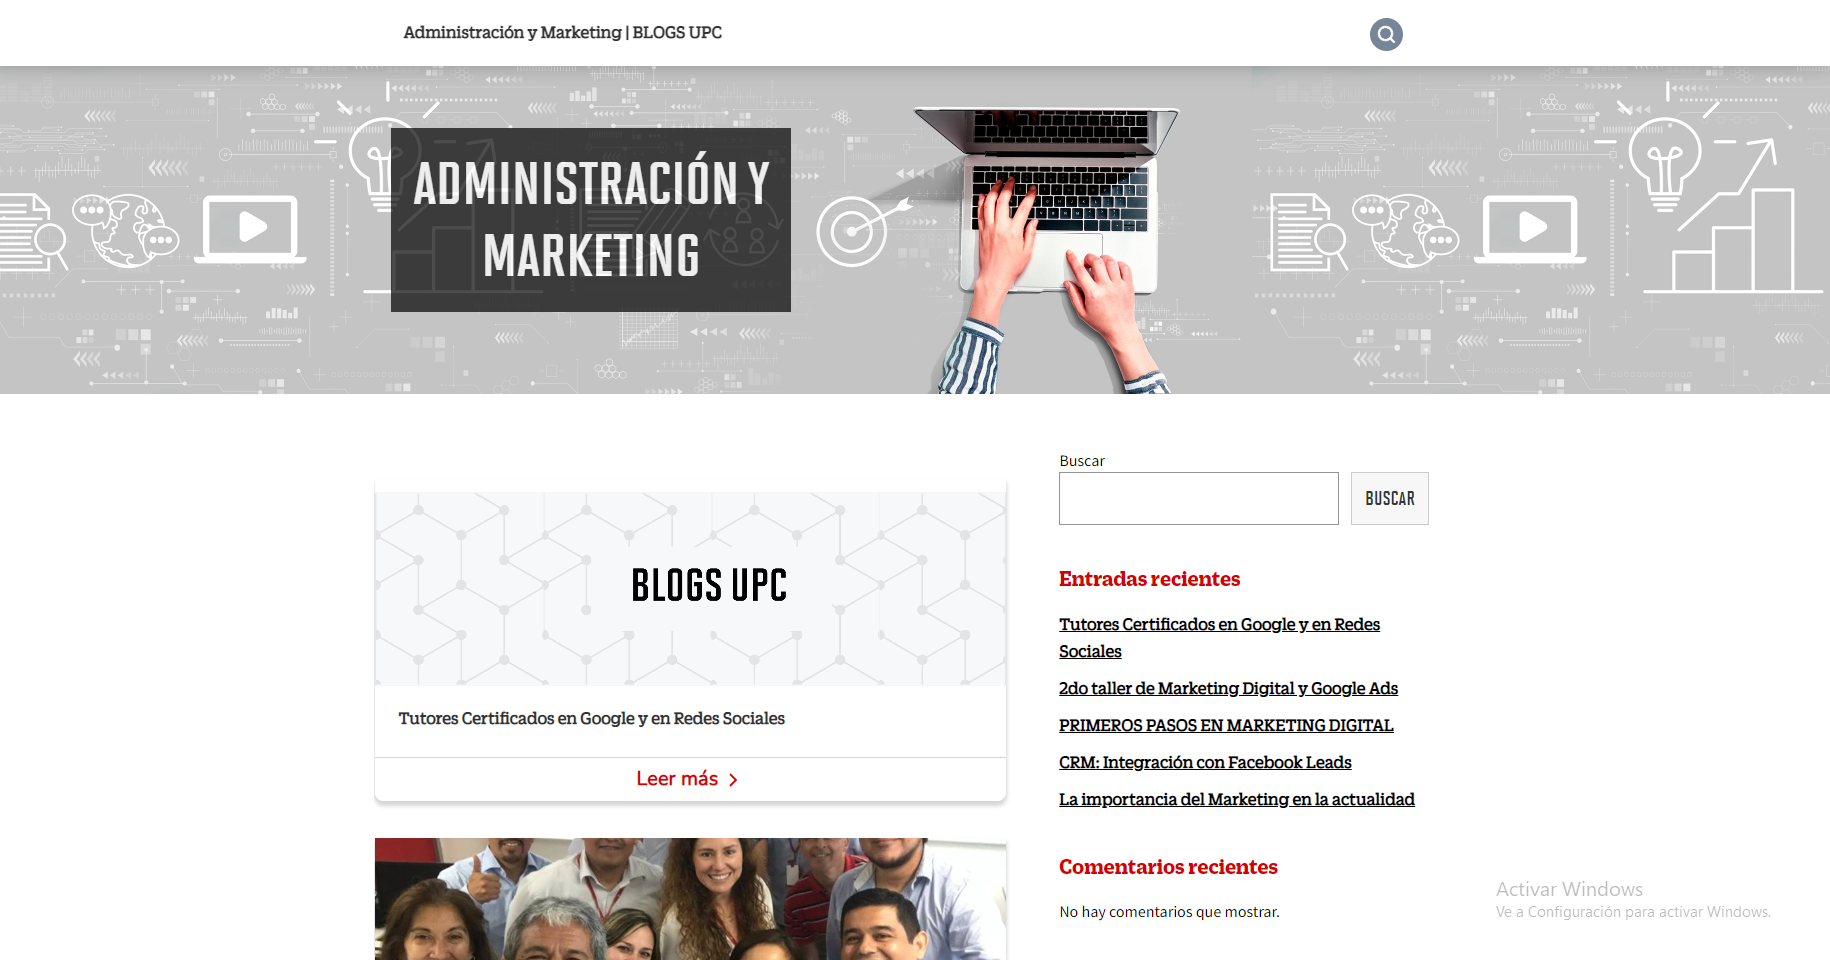 Administración y Marketing | BLOGS UPC
ADMINISTRACIÓN Y
MARKETING
BLOGS UPC
Tutores Certificados en Google y en Redes Sociales
Leer más
Buscar
BUSCAR
Entradas recientes
Tutores Certificados en Google y en Redes
Sociales
2do taller de Marketing Digital y Google Ads
PRIMEROS PASOS EN MARKETING DIGITAL
CRM: Integración con Facebook Leads
La importancia del Marketing en la actualidad
Comentarios recientes
No hay comentarios que mostrar.
Activar Windows
Ve a Configuración para activar Windows.